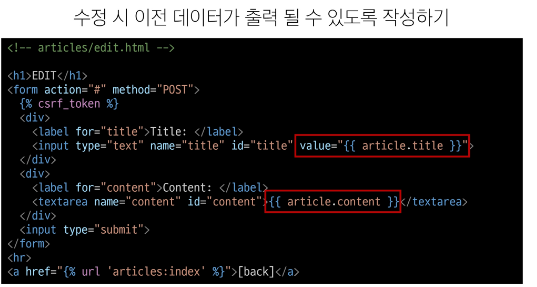 수정 시 이전 데이터가 출력 될 수 있도록 작성하기
<!-- articles/edit.html -->
<h1>EDIT</h1>
<form action="#" method="POST">
  {% csrf_token %}
  <div>
    <label for="title">Title: </label>
    <input type="text" name="title" id="title" value="{{ article.title }}">
  </div>
  <div>
    <label for="content">Content: </label>
    <textarea name="content" id="content">{{ article.content }}</textarea>
  </div>
  <input type="submit">
</form>
<hr>
<a href="{% url 'articles:index' %}">[back]</a>